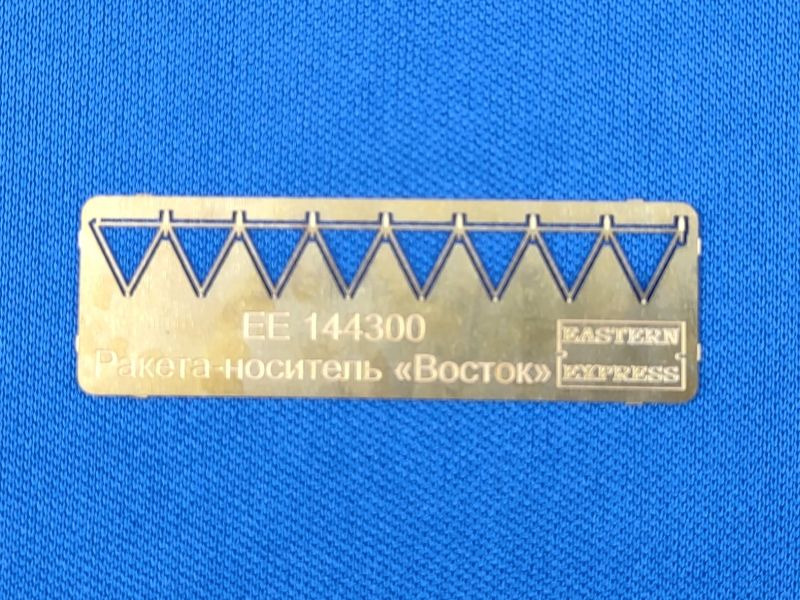 EE 144300
Ракета-носитель «Восток»
EASTERN
EXPRESS